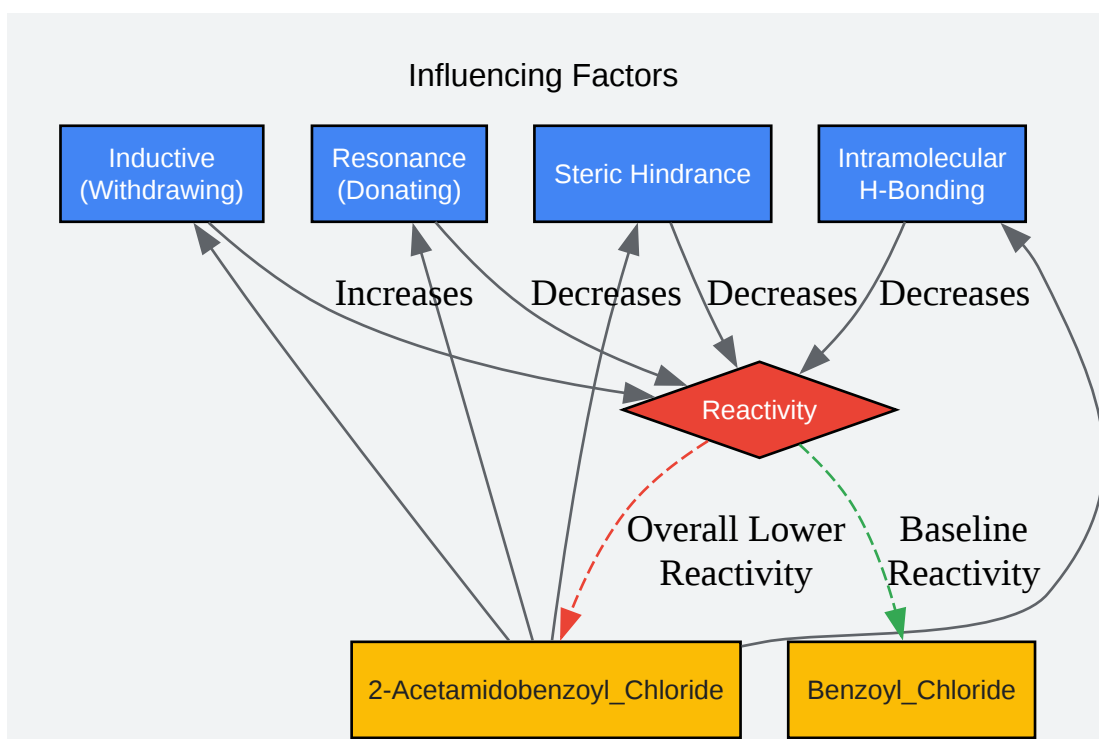 Influencing Factors
Inductive
(Withdrawing)
Resonance
(Donating)
Steric Hindrance
Intramolecular
H-Bonding
Increases
Decreases
Decreases
Decreases
Reactivity
Overall Lower
Reactivity
Baseline
Reactivity
2-Acetamidobenzoyl_Chloride
Benzoyl_Chloride